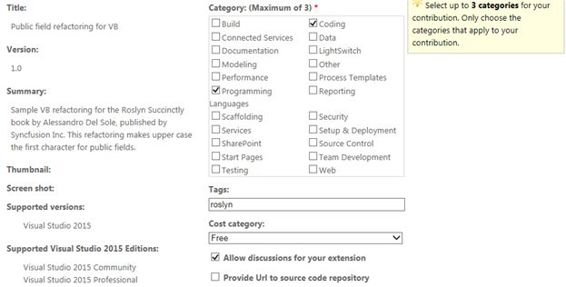 Title:
Public field refactoring for VB
Version:
1.0
Summary:
Sample VB refactoring for the Roslyn Succinctly
book by Alessandro Del Sole, published by
Syncfusion Inc. This refactoring makes upper case
the first character for public fields.
Thumbnail:
Screen shot:
Supported versions:
Visual Studio 2015
Supported Visual Studio 2015 Editions:
Visual Studio 2015 Community
Visual Studio 2015 Professional
Category: (Maximum of 3) *
Build
Coding
Connected Services
Data
Documentation
LightSwitch
Modeling
Other
Performance
Process Templates
Programming
Reporting
Languages
Scaffolding
Security
Services
Setup & Deployment
SharePoint
Source Control
Start Pages
Team Development
Testing
Web
Tags:
roslyn
Cost category:
Free
Allow discussions for your extension
Provide Url to source code repository
Select up to 3 categories for your
contribution. Only choose the
categories that apply to your
contribution.